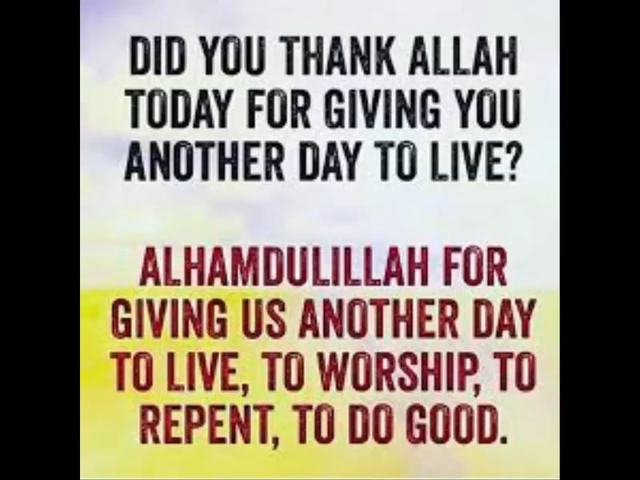 DID YOU THANK ALLAH
TODAY FOR GIVING YOU
ANOTHER DAY TO LIVE?
ALHAMDULILLAH FOR
GIVING US ANOTHER DAY
TO LIVE, TO WORSHIP, TO
REPENT, TO DO GOOD.